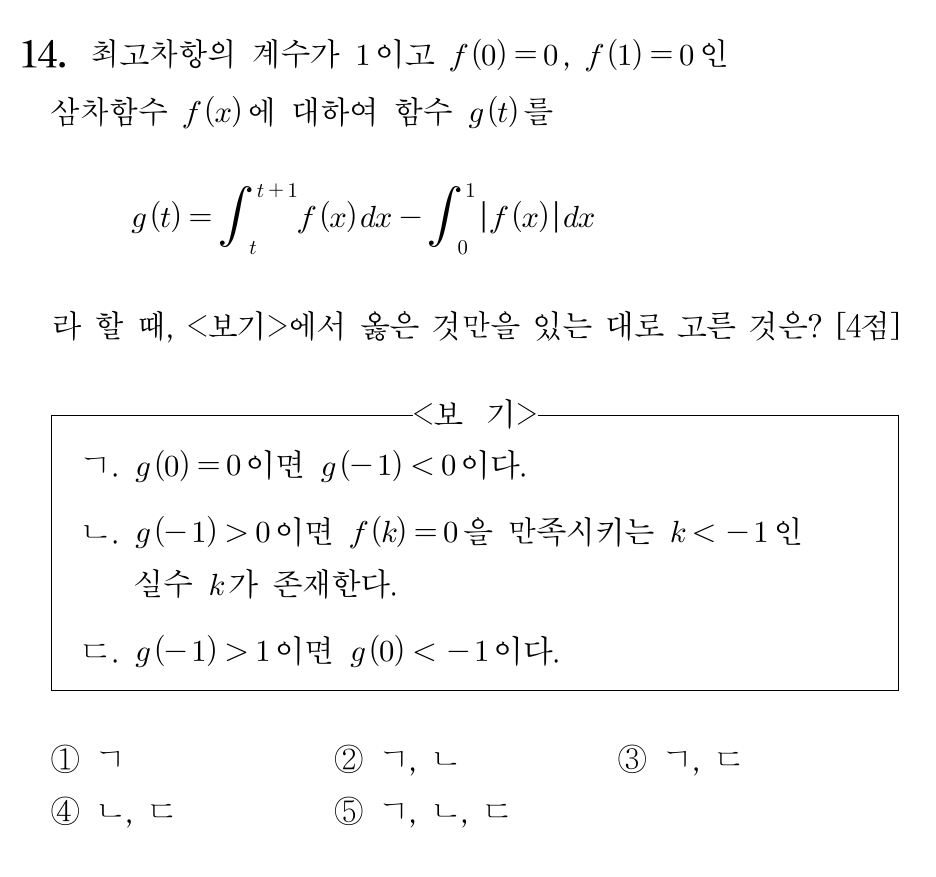 14. 최고차항의 계수가 1이고 f(0)=0, f(1)=0인
삼차함수 f(x)에 대하여 함수 g(t)를
g(t)=∫_t^{t+1} f(x)dx-∫_0^1 |f(x)|dx
라 할 때, <보기>에서 옳은 것만을 있는 대로 고른 것은? [4점]
<보 기>
ㄱ. g(0)=0이면 g(-1)<0이다.
ㄴ. g(-1)>0이면 f(k)=0을 만족시키는 k<-1인
실수 k가 존재한다.
ㄷ. g(-1)>1이면 g(0)<-1이다.
① ㄱ ② ㄱ, ㄴ ③ ㄱ, ㄷ
④ ㄴ, ㄷ ⑤ ㄱ, ㄴ, ㄷ